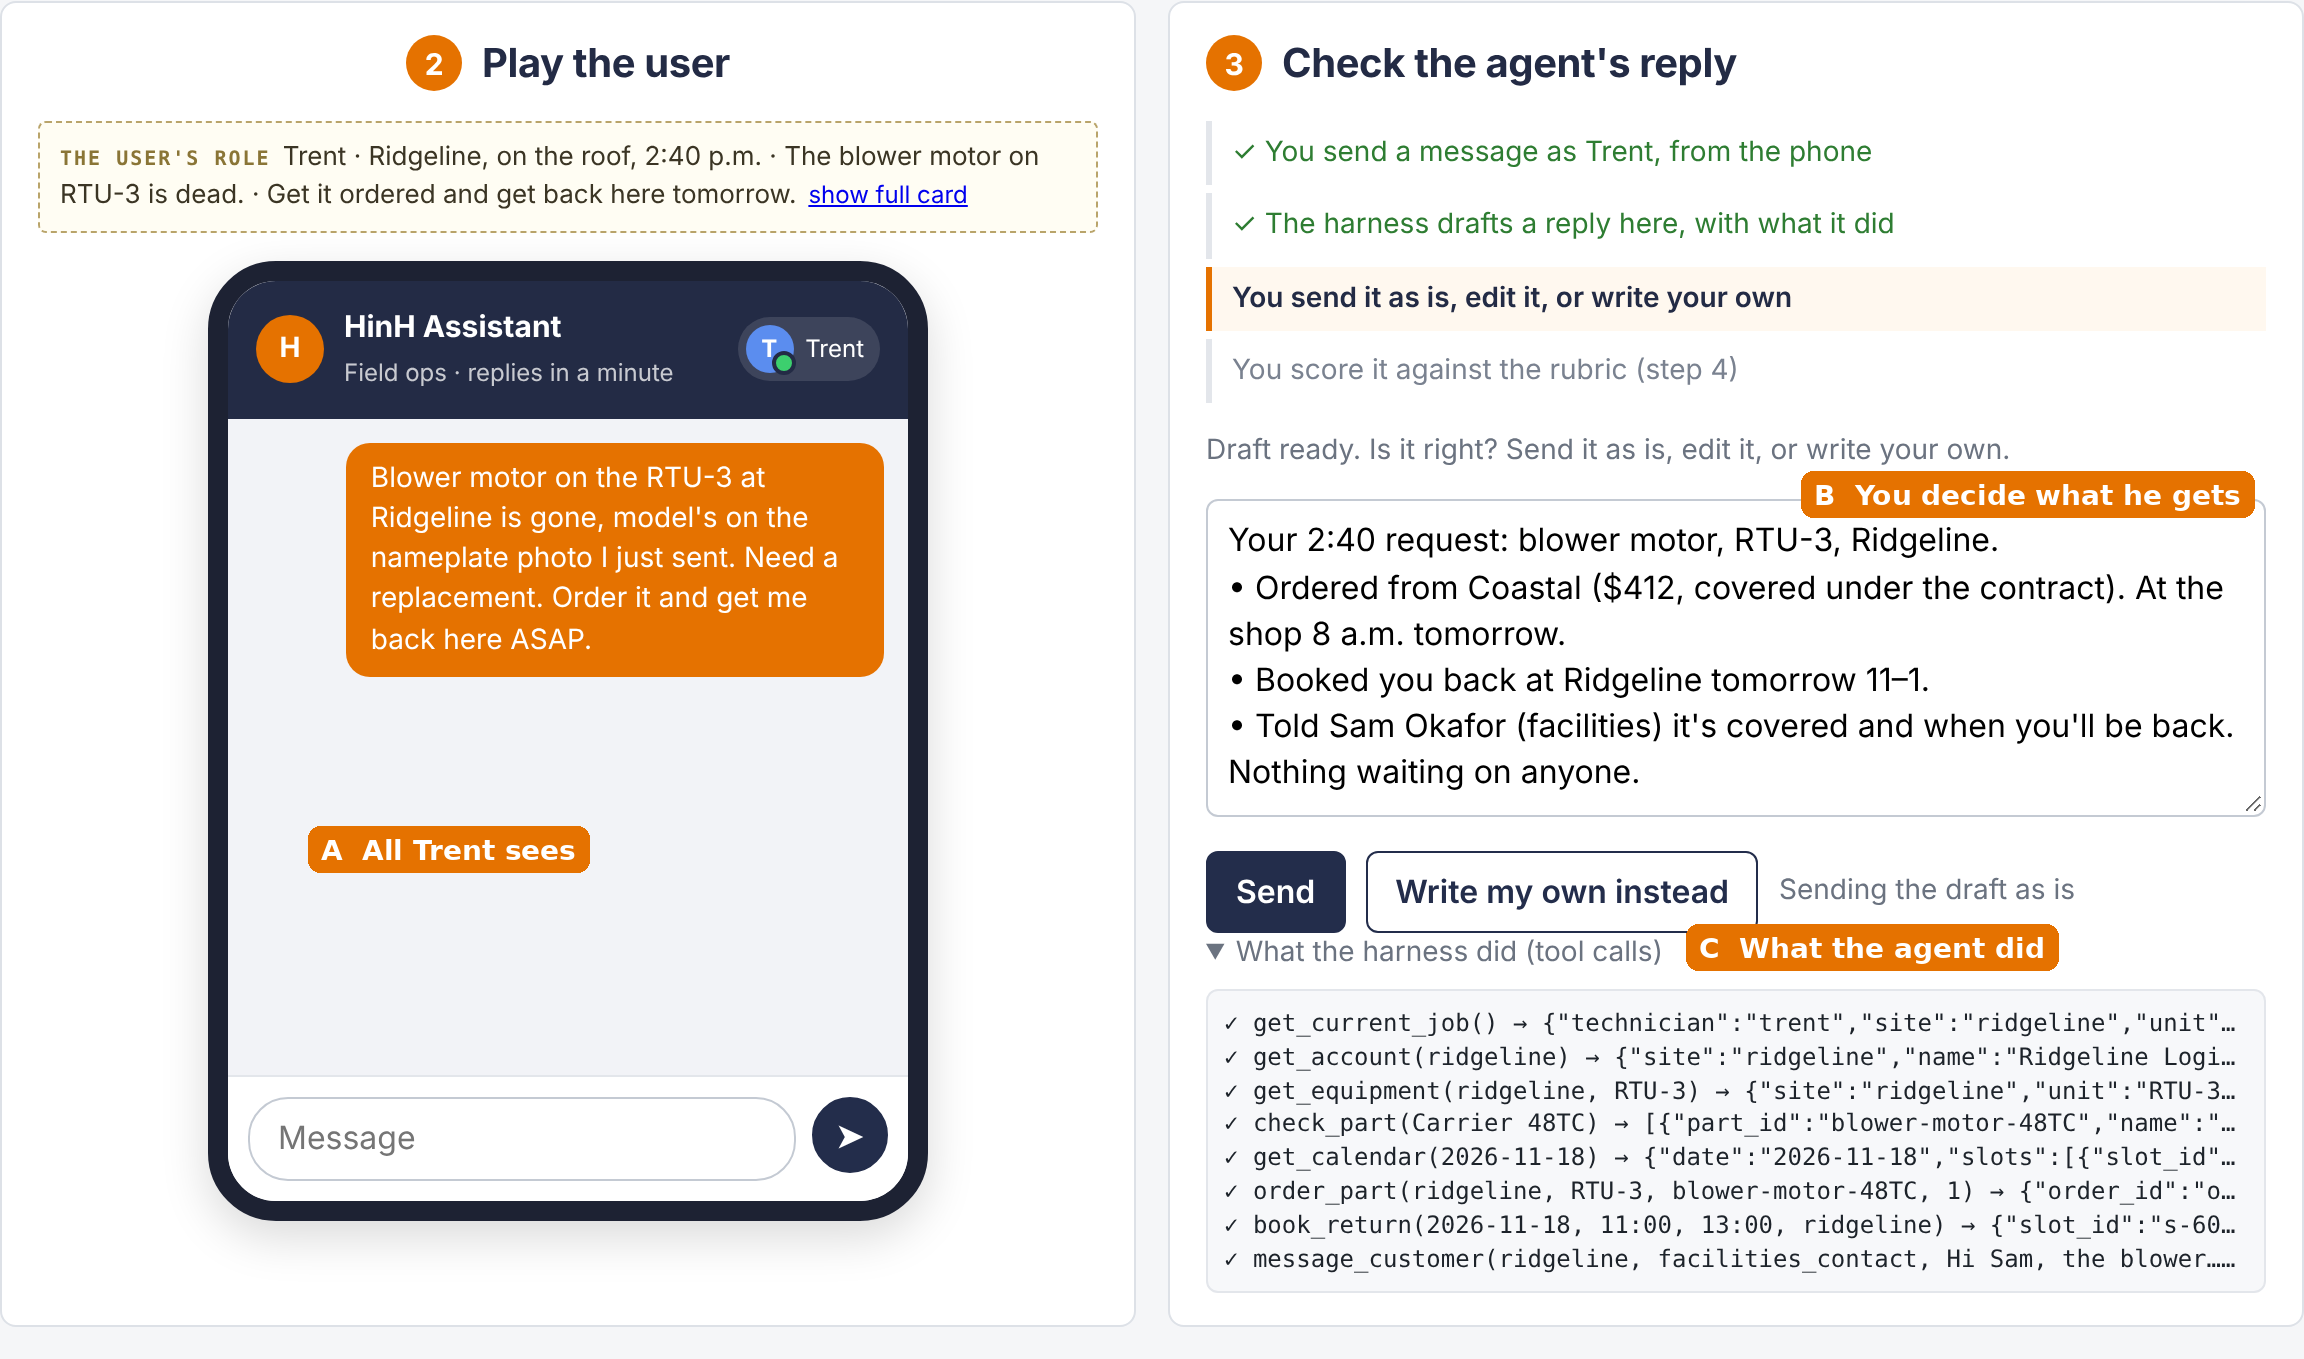 2 Play the user
THE USER'S ROLE Trent · Ridgeline, on the roof, 2:40 p.m. · The blower motor on
RTU-3 is dead. · Get it ordered and get back here tomorrow. show full card
H
HinH Assistant
Field ops · replies in a minute
T Trent
Blower motor on the RTU-3 at
Ridgeline is gone, model's on the
nameplate photo I just sent. Need a
replacement. Order it and get me
back here ASAP.
A All Trent sees
Message
3 Check the agent's reply
✓ You send a message as Trent, from the phone
✓ The harness drafts a reply here, with what it did
You send it as is, edit it, or write your own
You score it against the rubric (step 4)
Draft ready. Is it right? Send it as is, edit it, or write your own.
B You decide what he gets
Your 2:40 request: blower motor, RTU-3, Ridgeline.
• Ordered from Coastal ($412, covered under the contract). At the
shop 8 a.m. tomorrow.
• Booked you back at Ridgeline tomorrow 11–1.
• Told Sam Okafor (facilities) it's covered and when you'll be back.
Nothing waiting on anyone.
Send
Write my own instead
Sending the draft as is
▼ What the harness did (tool calls)
C What the agent did
✓ get_current_job() → {"technician":"trent","site":"ridgeline","unit"…
✓ get_account(ridgeline) → {"site":"ridgeline","name":"Ridgeline Logi…
✓ get_equipment(ridgeline, RTU-3) → {"site":"ridgeline","unit":"RTU-3…
✓ check_part(Carrier 48TC) → [{"part_id":"blower-motor-48TC","name":"…
✓ get_calendar(2026-11-18) → {"date":"2026-11-18","slots":[{"slot_id"…
✓ order_part(ridgeline, RTU-3, blower-motor-48TC, 1) → {"order_id":"o…
✓ book_return(2026-11-18, 11:00, 13:00, ridgeline) → {"slot_id":"s-60…
✓ message_customer(ridgeline, facilities_contact, Hi Sam, the blower……